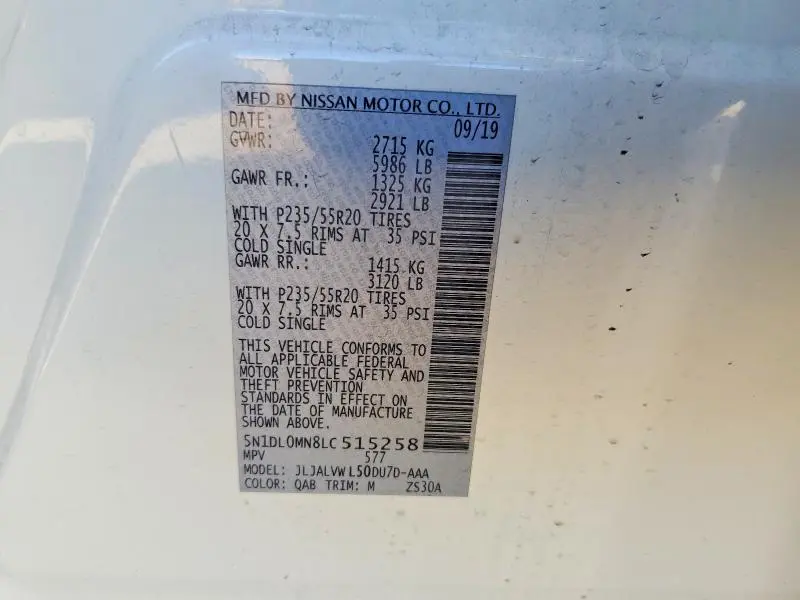 MFD BY NISSAN MOTOR CO., LTD.
DATE: 09/19
GVWR: 2715 KG
5986 LB
GAWR FR.: 1325 KG
2921 LB
WITH P235/55R20 TIRES
20 X 7.5 RIMS AT 35 PSI
COLD SINGLE
GAWR RR.: 1415 KG
3120 LB
WITH P235/55R20 TIRES
20 X 7.5 RIMS AT 35 PSI
COLD SINGLE
THIS VEHICLE CONFORMS TO
ALL APPLICABLE FEDERAL
MOTOR VEHICLE SAFETY AND
THEFT PREVENTION
STANDARDS IN EFFECT ON
THE DATE OF MANUFACTURE
SHOWN ABOVE.
5N1DL0MN8LC515258
MPV 577
MODEL: JLJALVW L50DU7D-AAA
COLOR: QAB TRIM: M ZS30A